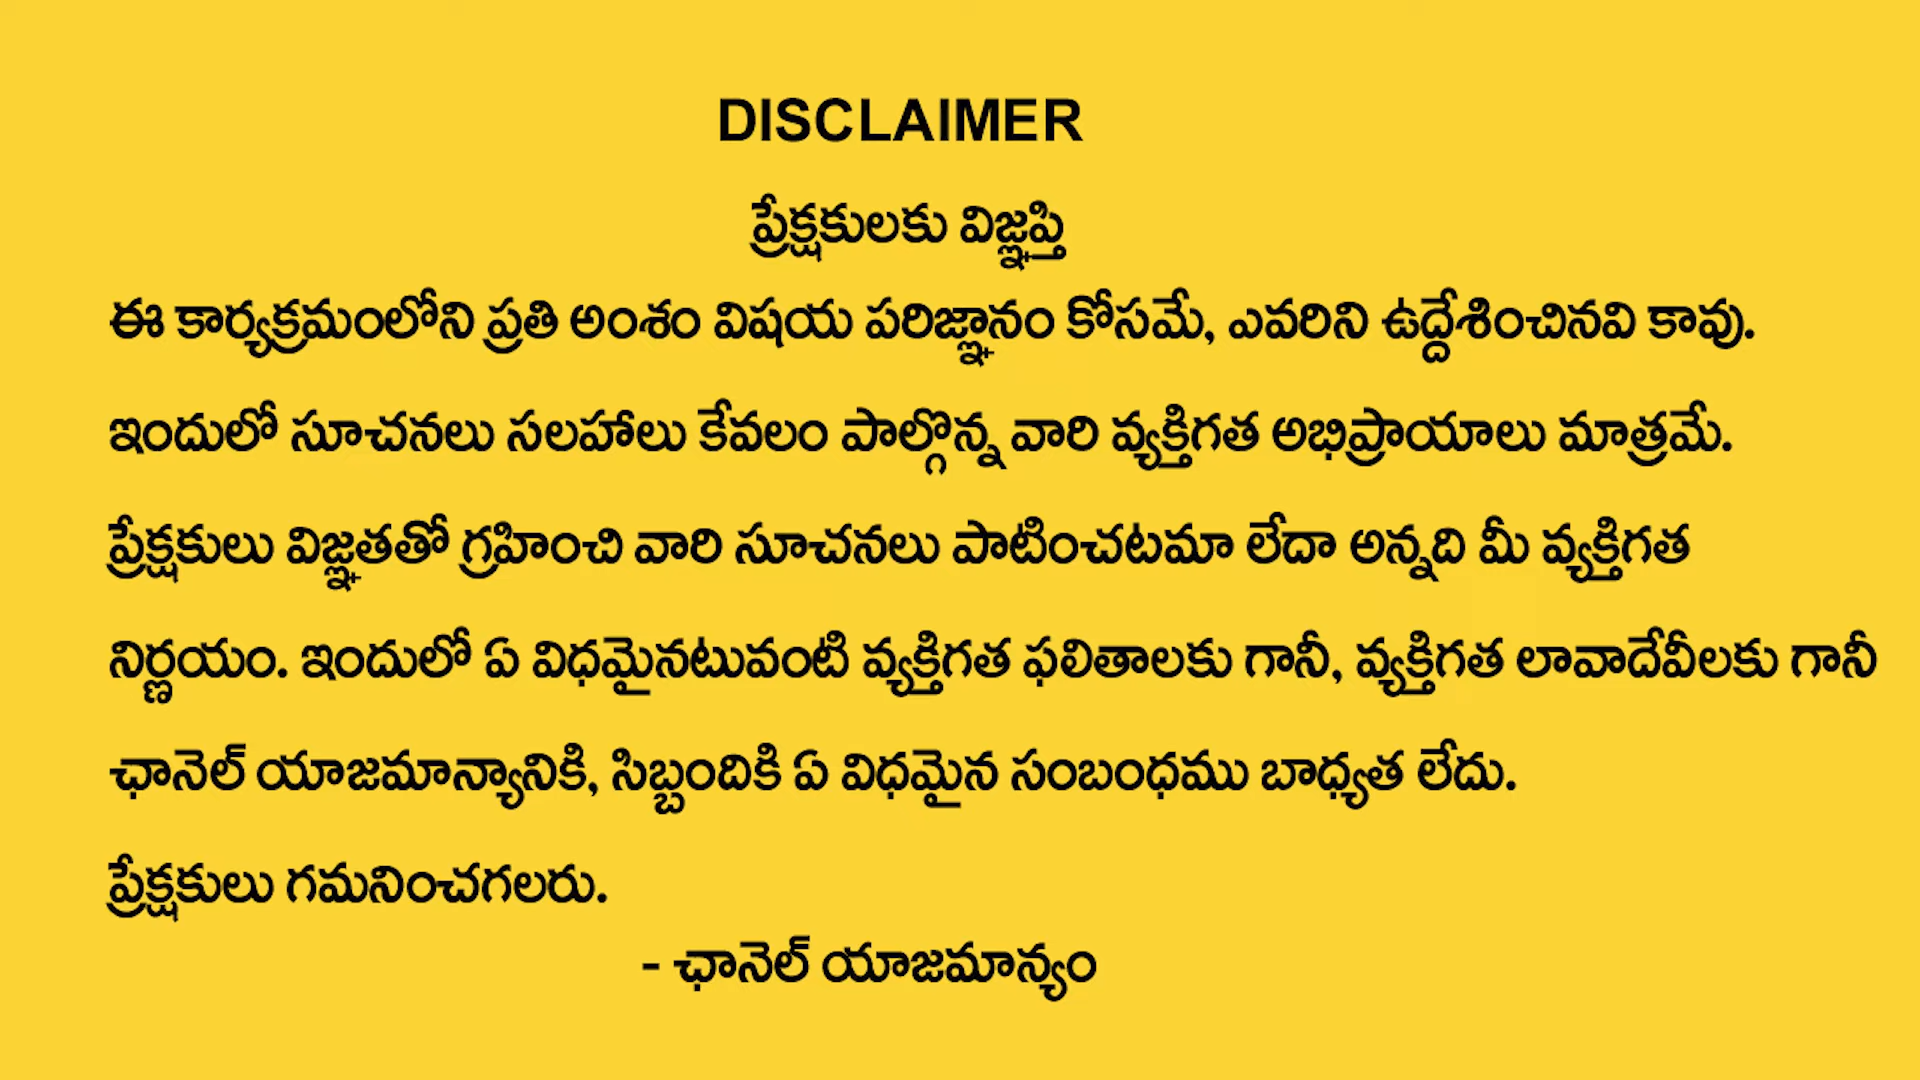 DISCLAIMER
ప్రేక్షకులకు విజ్ఞప్తి
ఈ కార్యక్రమంలోని ప్రతి అంశం విషయ పరిజ్ఞానం కోసమే, ఎవరిని ఉద్దేశించినవి కావు.
ఇందులో సూచనలు సలహాలు కేవలం పాల్గొన్న వారి వ్యక్తిగత అభిప్రాయాలు మాత్రమే.
ప్రేక్షకులు విజ్ఞతతో గ్రహించి వారి సూచనలు పాటించటమా లేదా అన్నది మీ వ్యక్తిగత
నిర్ణయం. ఇందులో ఏ విధమైనటువంటి వ్యక్తిగత ఫలితాలకు గానీ, వ్యక్తిగత లావాదేవీలకు గానీ
ఛానెల్ యాజమాన్యానికి, సిబ్బందికి ఏ విధమైన సంబంధము బాధ్యత లేదు.
ప్రేక్షకులు గమనించగలరు.
- ఛానెల్ యాజమాన్యం